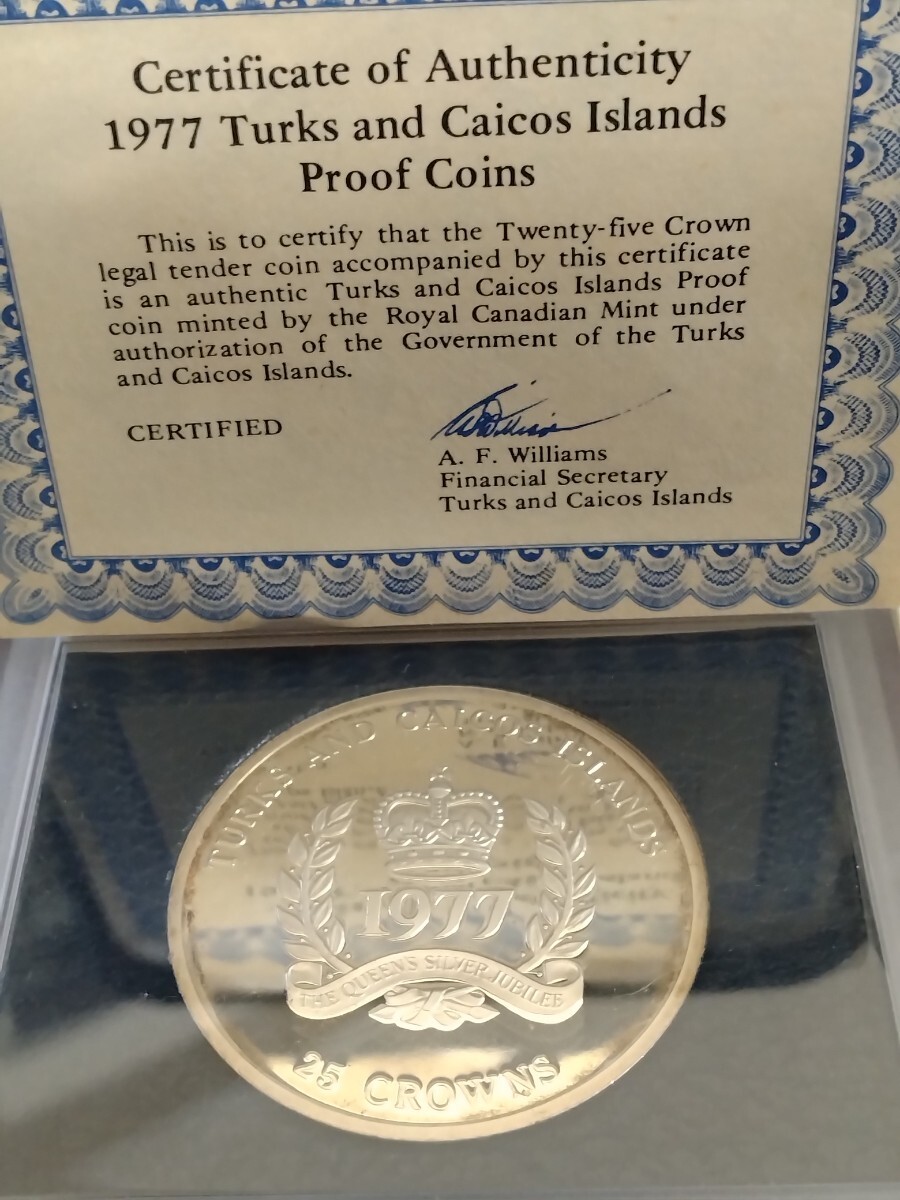 Certificate of Authenticity
1977 Turks and Caicos Islands
Proof Coins
This is to certify that the Twenty-five Crown
legal tender coin accompanied by this certificate
is an authentic Turks and Caicos Islands Proof
coin minted by the Royal Canadian Mint under
authorization of the Government of the Turks
and Caicos Islands.
CERTIFIED
A. F. Williams
Financial Secretary
Turks and Caicos Islands
TURKS AND CAICOS ISLANDS
1977
THE QUEEN'S SILVER JUBILEE
25 CROWNS